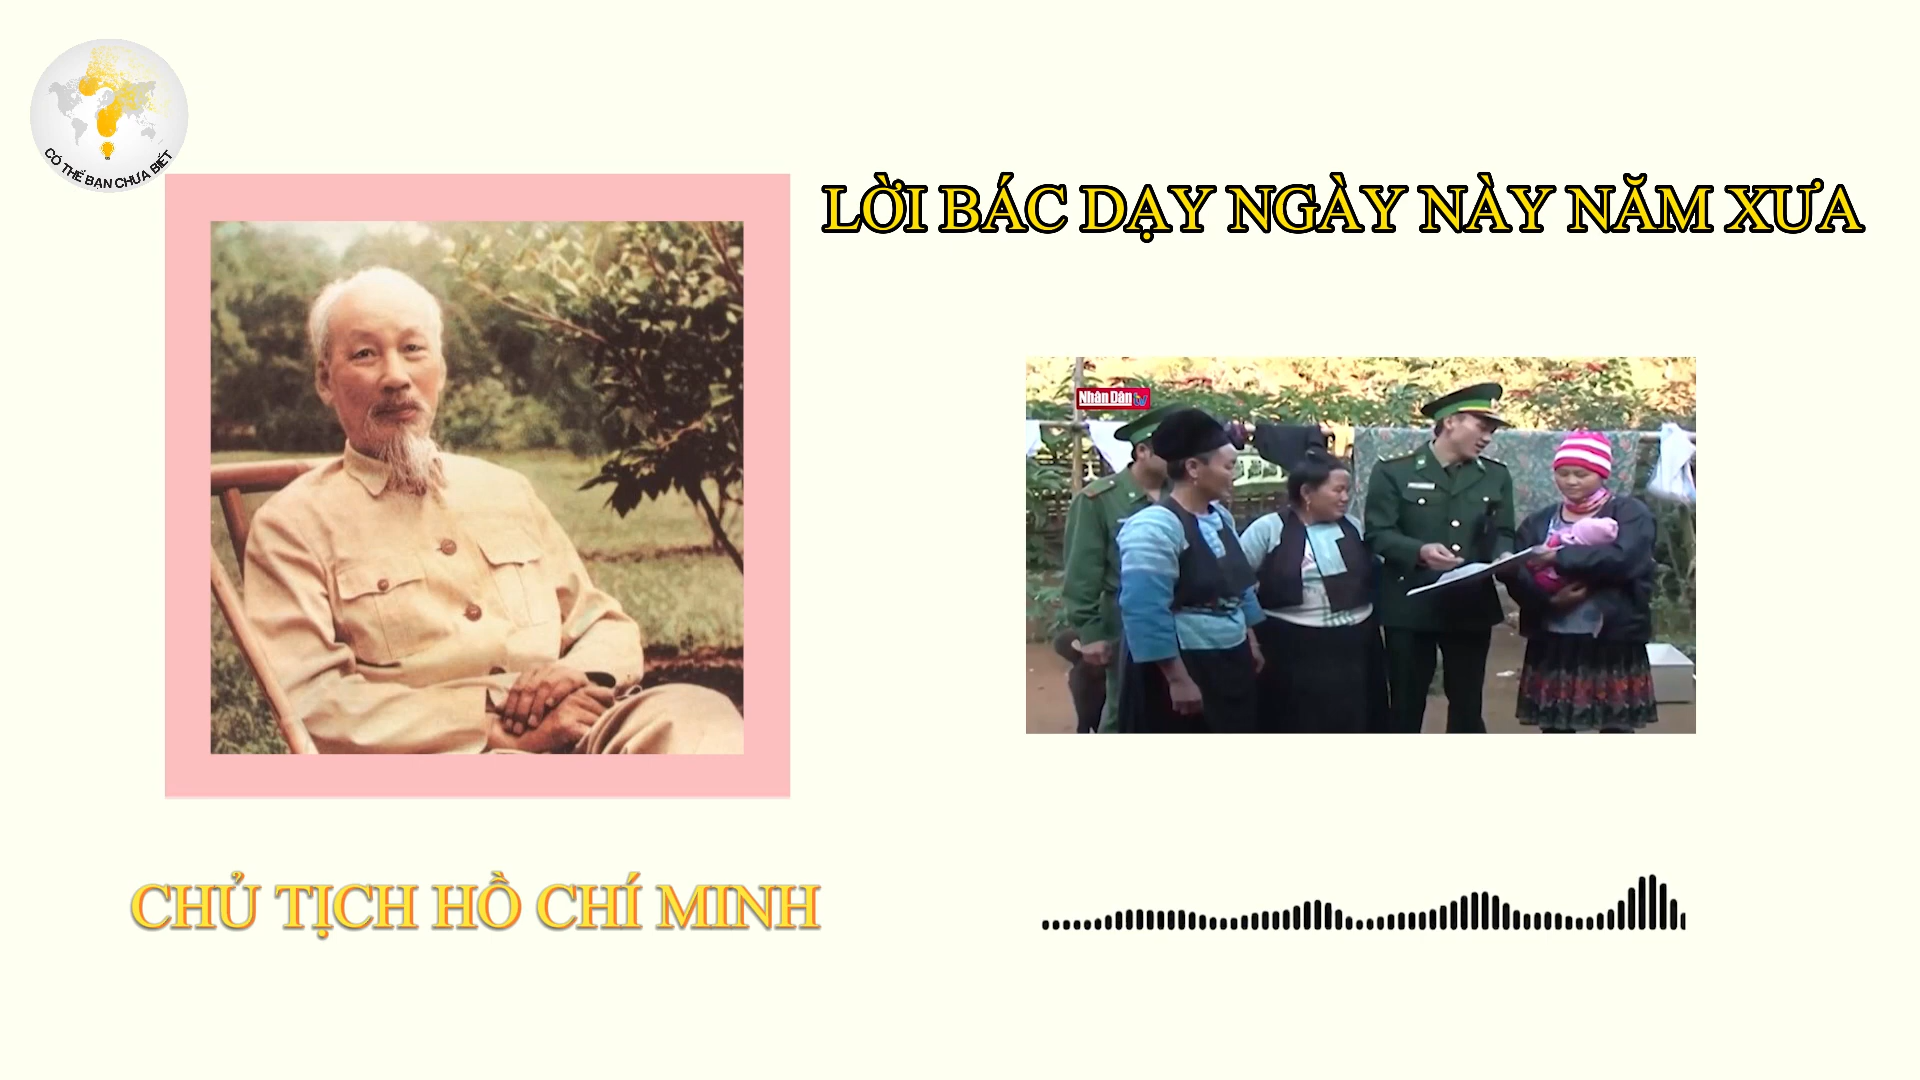 CÓ THỂ BẠN CHƯA BIẾT
LỜI BÁC DẠY NGÀY NÀY NĂM XƯA
Nhân Dân tv
CHỦ TỊCH HỒ CHÍ MINH